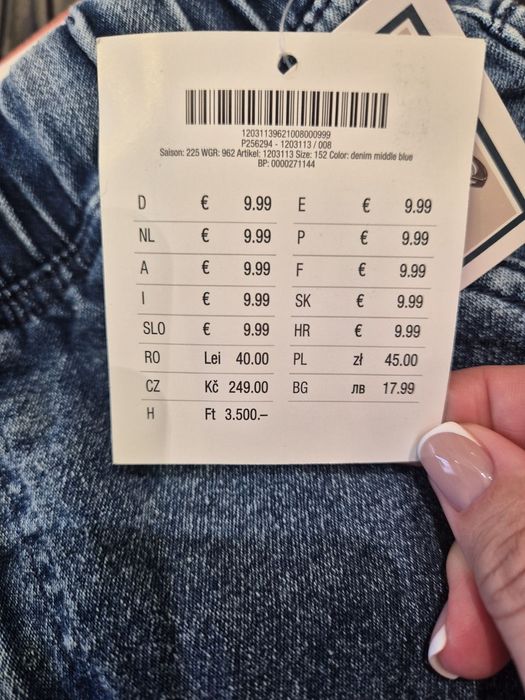 12031139621008000999
P256294 - 1203113 / 008
Saison: 225 WGR: 962 Artikel: 1203113 Size: 152 Color: denim middle blue
BP: 0000271144
D € 9.99 E € 9.99
NL € 9.99 P € 9.99
A € 9.99 F € 9.99
I € 9.99 SK € 9.99
SLO € 9.99 HR € 9.99
RO Lei 40.00 PL zł 45.00
CZ Kč 249.00 BG лв 17.99
H Ft 3.500.–